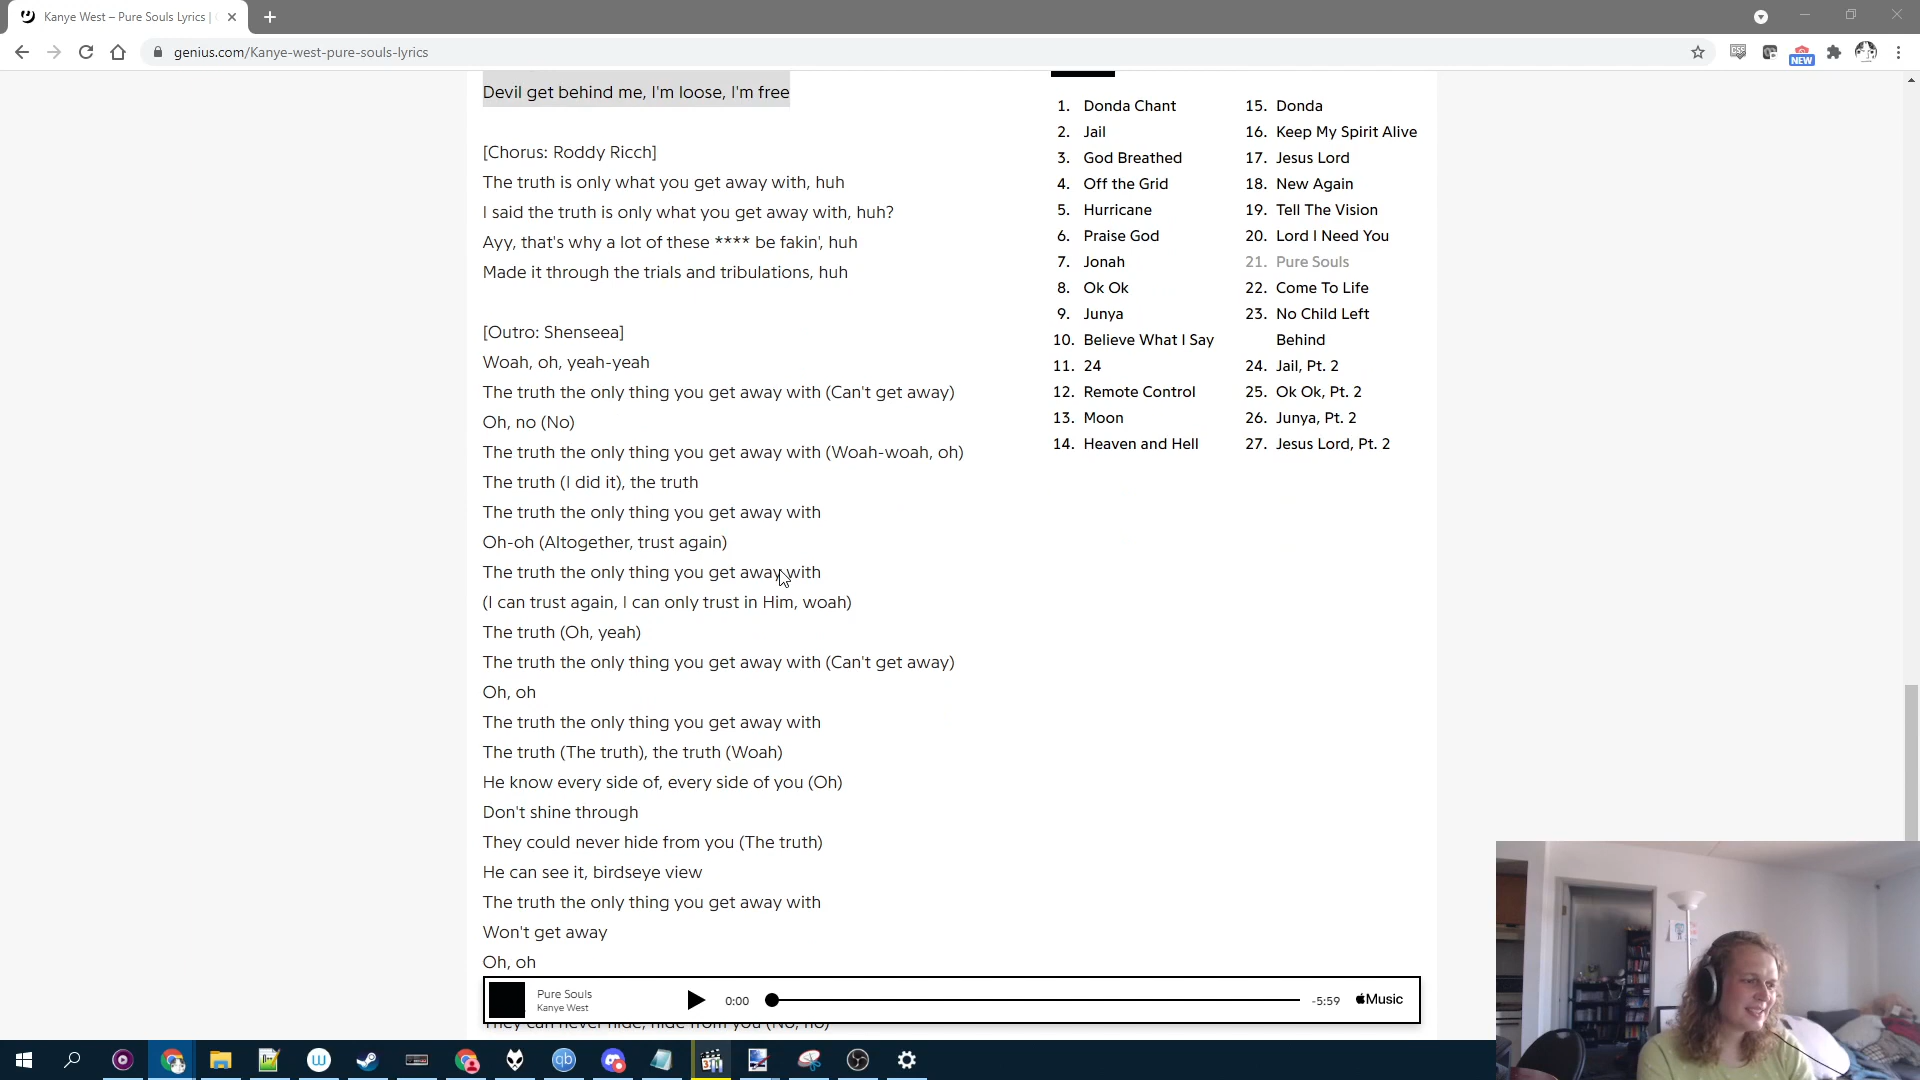 Kanye West – Pure Souls Lyrics |
genius.com/Kanye-west-pure-souls-lyrics
NEW
Devil get behind me, I'm loose, I'm free
[Chorus: Roddy Ricch]
The truth is only what you get away with, huh
I said the truth is only what you get away with, huh?
Ayy, that's why a lot of these **** be fakin', huh
Made it through the trials and tribulations, huh
[Outro: Shenseea]
Woah, oh, yeah-yeah
The truth the only thing you get away with (Can't get away)
Oh, no (No)
The truth the only thing you get away with (Woah-woah, oh)
The truth (I did it), the truth
The truth the only thing you get away with
Oh-oh (Altogether, trust again)
The truth the only thing you get away with
(I can trust again, I can only trust in Him, woah)
The truth (Oh, yeah)
The truth the only thing you get away with (Can't get away)
Oh, oh
The truth the only thing you get away with
The truth (The truth), the truth (Woah)
He know every side of, every side of you (Oh)
Don't shine through
They could never hide from you (The truth)
He can see it, birdseye view
The truth the only thing you get away with
Won't get away
Oh, oh
They can never hide, hide from you (No, no)
1. Donda Chant
2. Jail
3. God Breathed
4. Off the Grid
5. Hurricane
6. Praise God
7. Jonah
8. Ok Ok
9. Junya
10. Believe What I Say
11. 24
12. Remote Control
13. Moon
14. Heaven and Hell
15. Donda
16. Keep My Spirit Alive
17. Jesus Lord
18. New Again
19. Tell The Vision
20. Lord I Need You
21. Pure Souls
22. Come To Life
23. No Child Left
Behind
24. Jail, Pt. 2
25. Ok Ok, Pt. 2
26. Junya, Pt. 2
27. Jesus Lord, Pt. 2
Pure Souls
Kanye West
0:00
-5:59
Music